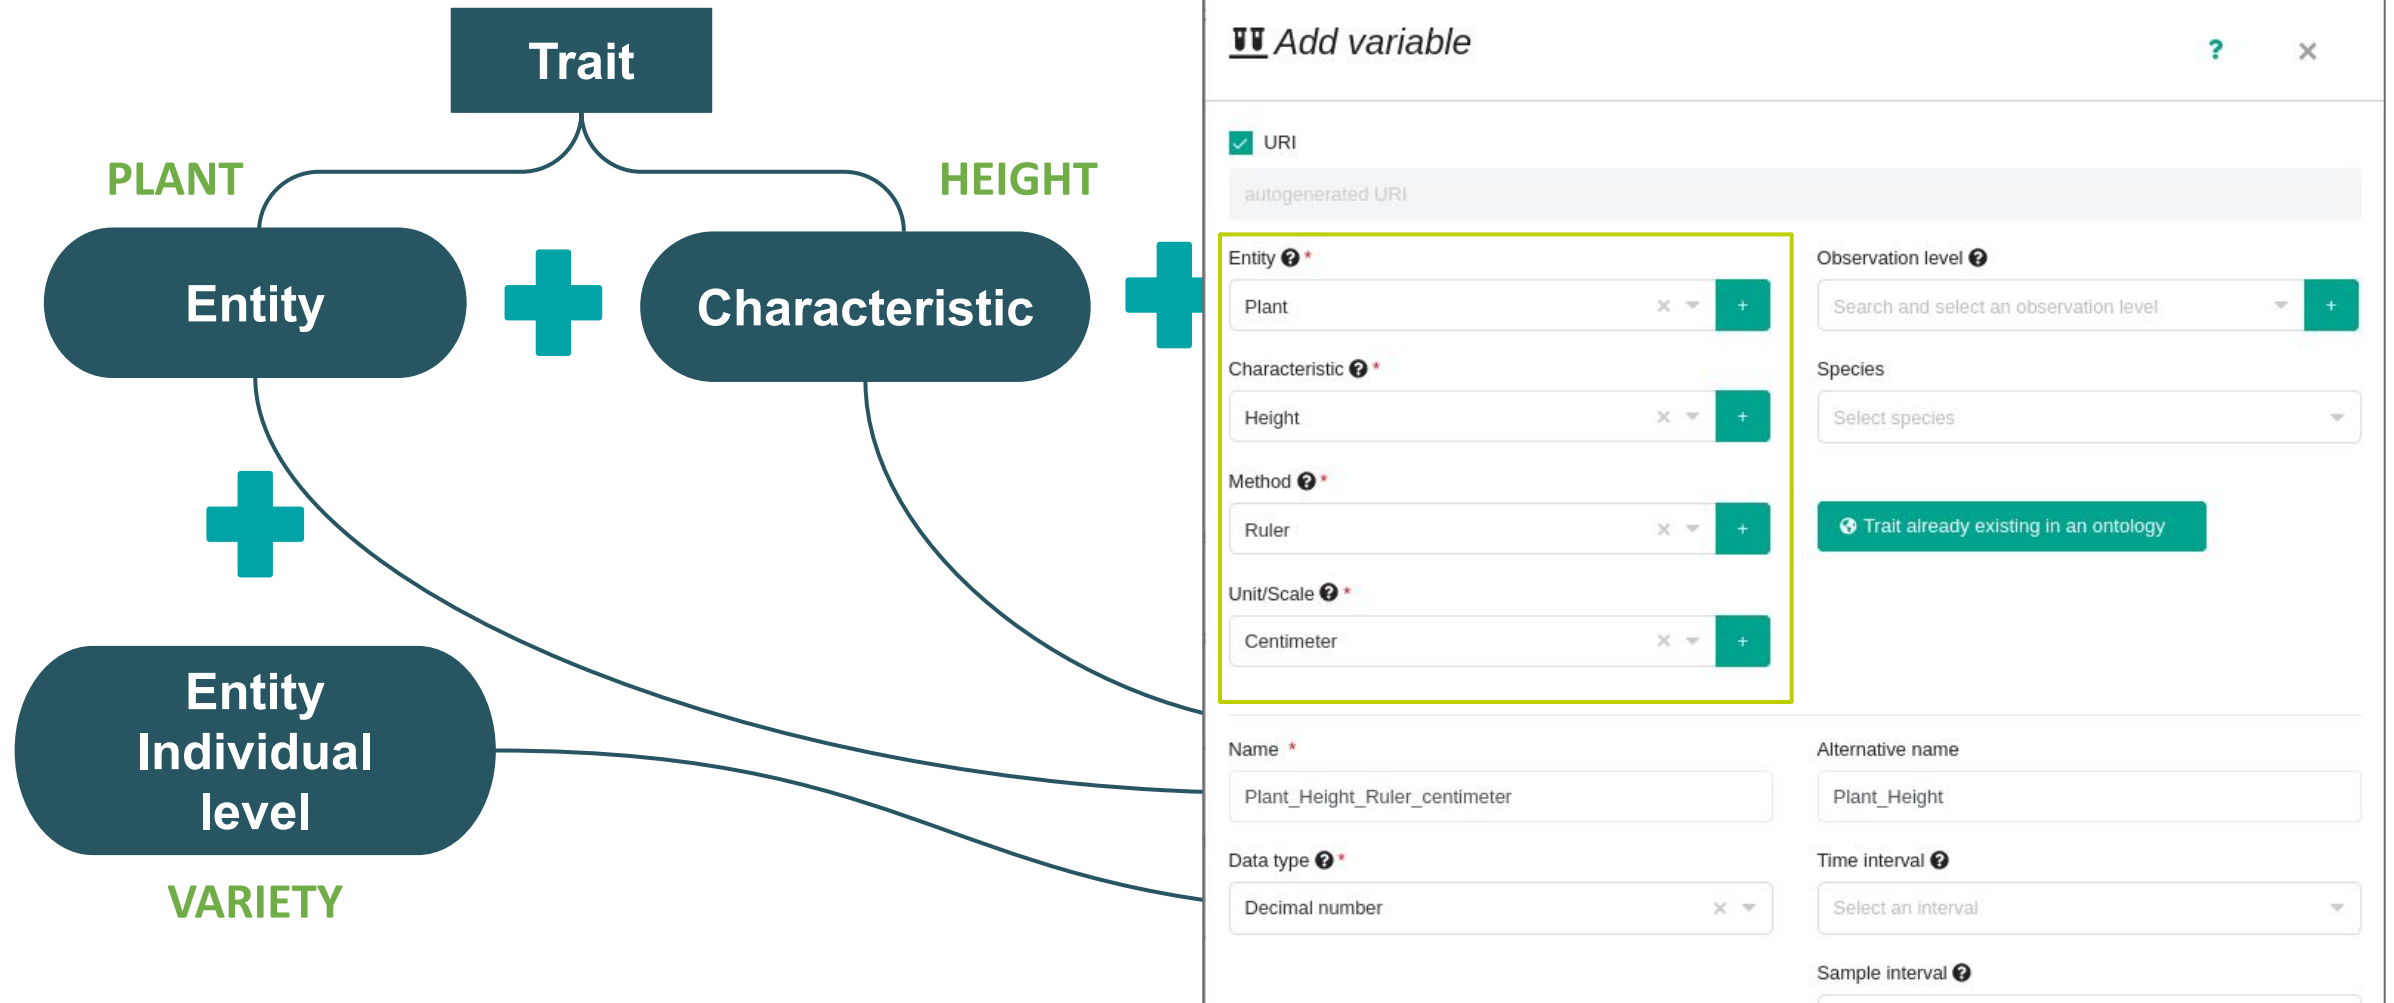 Trait
PLANT
HEIGHT
Entity
Characteristic
Entity
Individual
level
VARIETY
Add variable
?
×
URI
autogenerated URI
Entity ? *
Plant
+
Characteristic ? *
Height
+
Method ? *
Ruler
+
Unit/Scale ? *
Centimeter
+
Observation level ?
Search and select an observation level
+
Species
Select species
Trait already existing in an ontology
Name *
Plant_Height_Ruler_centimeter
Alternative name
Plant_Height
Data type ? *
Decimal number
Time interval ?
Select an interval
Sample interval ?